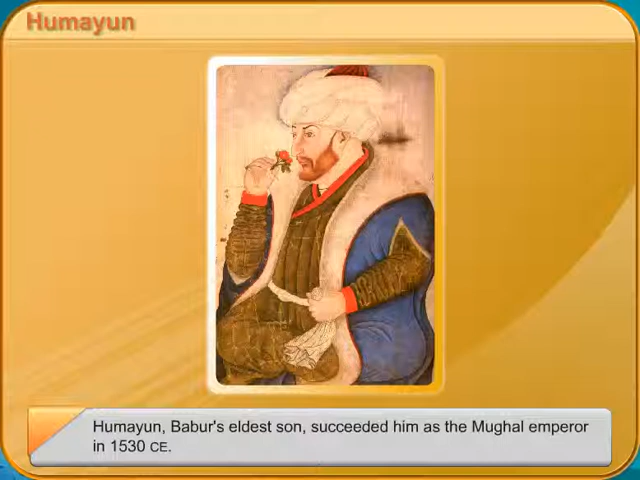 Humayun
Humayun, Babur's eldest son, succeeded him as the Mughal emperor
in 1530 CE.